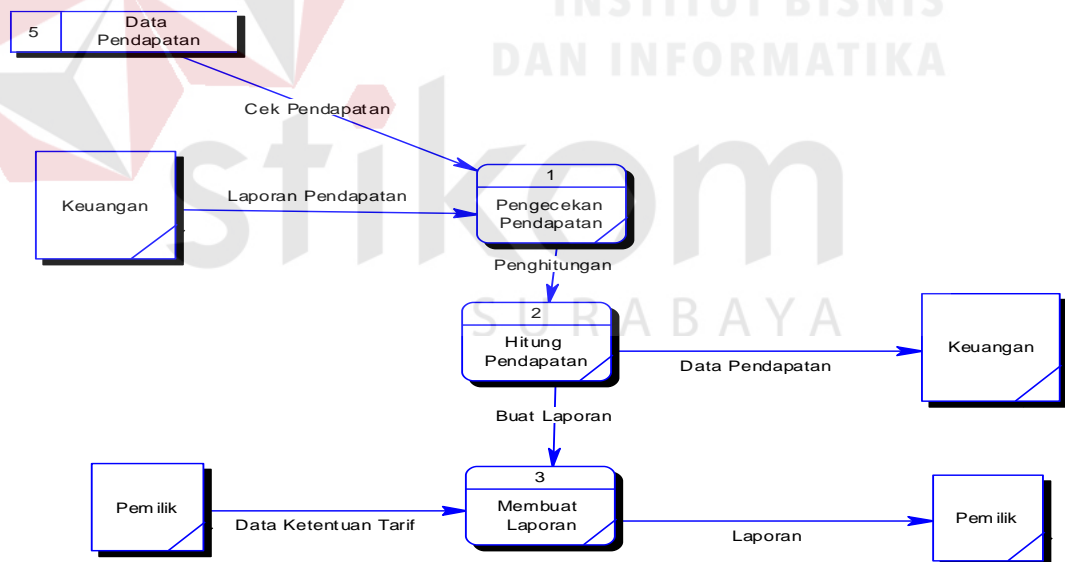 INSTITUT BISNIS
DAN INFORMATIKA
stikom
SURABAYA
5
Data
Pendapatan
Cek Pendapatan
Keuangan
Laporan Pendapatan
1
Pengecekan
Pendapatan
Penghitungan
2
Hitung
Pendapatan
Data Pendapatan
Keuangan
Buat Laporan
Pemilik
Data Ketentuan Tarif
3
Membuat
Laporan
Laporan
Pemilik